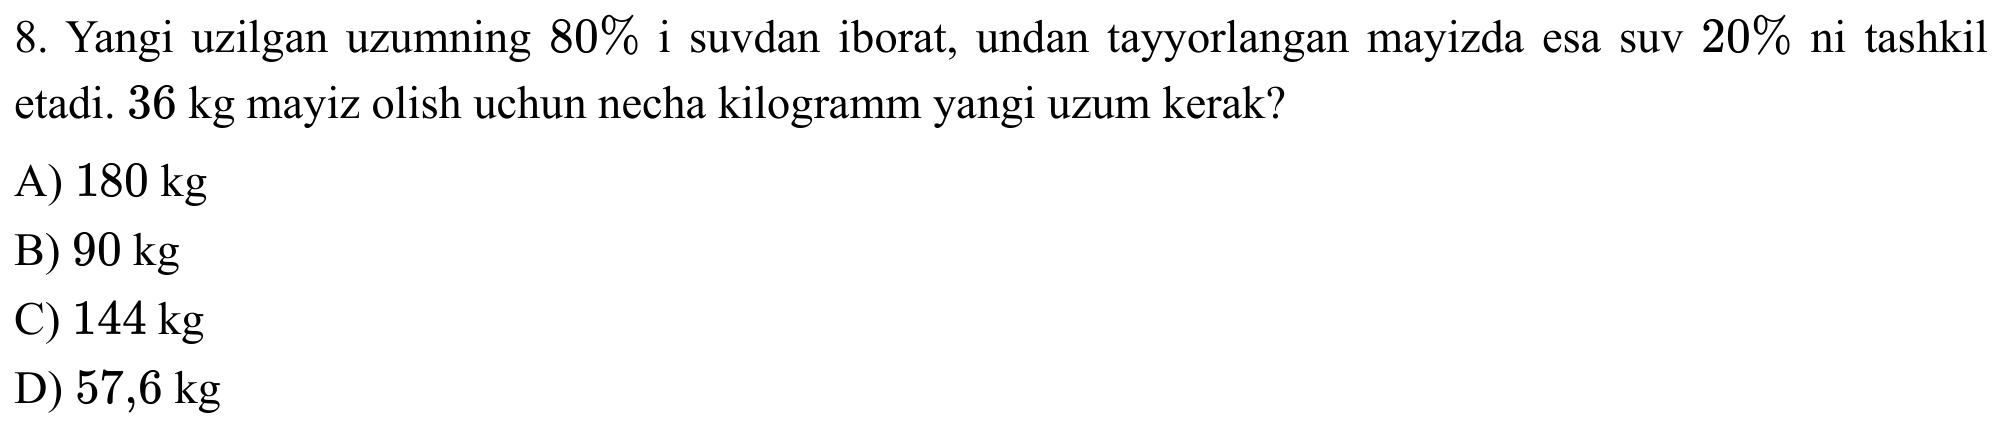 8. Yangi uzilgan uzumning 80% i suvdan iborat, undan tayyorlangan mayizda esa suv 20% ni tashkil
etadi. 36 kg mayiz olish uchun necha kilogramm yangi uzum kerak?
A) 180 kg
B) 90 kg
C) 144 kg
D) 57,6 kg